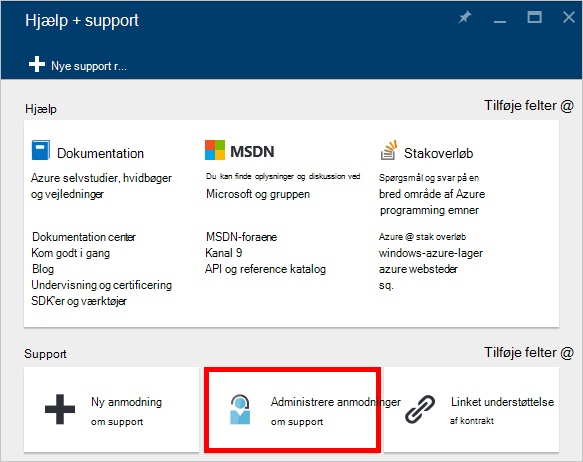 Hjælp + support
Nye support r...
Hjælp
Tilføje felter @
Dokumentation
Azure selvstudier, hvidbøger
og vejledninger
Dokumentation center
Kom godt i gang
Blog
Undervisning og certificering
SDK'er og værktøjer
MSDN
Du kan finde oplysninger og diskussion ved
Microsoft og gruppen
MSDN-foraene
Kanal 9
API og reference katalog
Stakoverløb
Spørgsmål og svar på en
bred område af Azure
programming emner
Azure @ stak overløb
windows-azure-lager
azure websteder
sq.
Support
Tilføje felter @
Ny anmodning
om support
Administrere anmodninger
om support
Linket understøttelse
af kontrakt